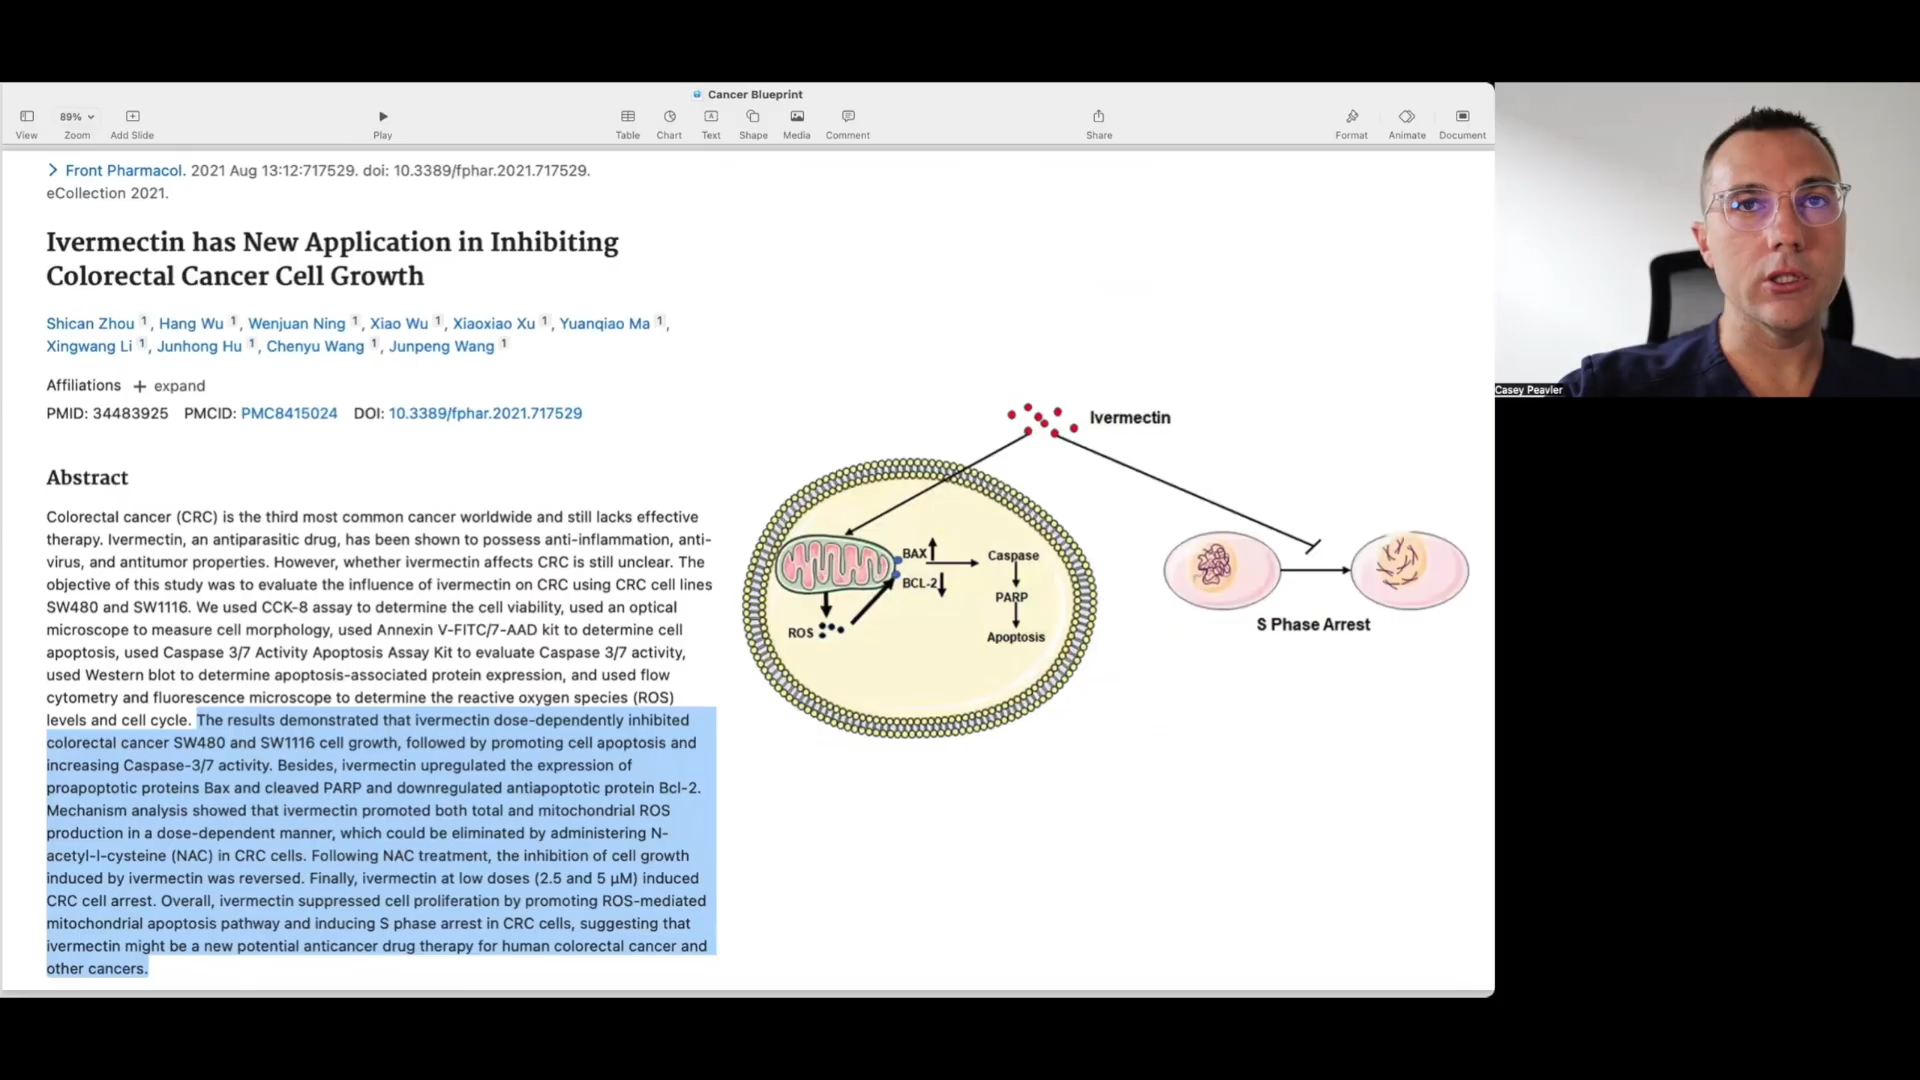 Cancer Blueprint
89%
View
Zoom
Add Slide
Play
Table
Chart
Text
Shape
Media
Comment
Share
Format
Animate
Document
Front Pharmacol. 2021 Aug 13:12:717529. doi: 10.3389/fphar.2021.717529.
eCollection 2021.
Ivermectin has New Application in Inhibiting
Colorectal Cancer Cell Growth
Shican Zhou 1, Hang Wu 1, Wenjuan Ning 1, Xiao Wu 1, Xiaoxiao Xu 1, Yuanqiao Ma 1,
Xingwang Li 1, Junhong Hu 1, Chenyu Wang 1, Junpeng Wang 1
Affiliations + expand
PMID: 34483925 PMCID: PMC8415024 DOI: 10.3389/fphar.2021.717529
Abstract
Colorectal cancer (CRC) is the third most common cancer worldwide and still lacks effective
therapy. Ivermectin, an antiparasitic drug, has been shown to possess anti-inflammation, anti-
virus, and antitumor properties. However, whether ivermectin affects CRC is still unclear. The
objective of this study was to evaluate the influence of ivermectin on CRC using CRC cell lines
SW480 and SW1116. We used CCK-8 assay to determine the cell viability, used an optical
microscope to measure cell morphology, used Annexin V-FITC/7-AAD kit to determine cell
apoptosis, used Caspase 3/7 Activity Apoptosis Assay Kit to evaluate Caspase 3/7 activity,
used Western blot to determine apoptosis-associated protein expression, and used flow
cytometry and fluorescence microscope to determine the reactive oxygen species (ROS)
levels and cell cycle. The results demonstrated that ivermectin dose-dependently inhibited
colorectal cancer SW480 and SW1116 cell growth, followed by promoting cell apoptosis and
increasing Caspase-3/7 activity. Besides, ivermectin upregulated the expression of
proapoptotic proteins Bax and cleaved PARP and downregulated antiapoptotic protein Bcl-2.
Mechanism analysis showed that ivermectin promoted both total and mitochondrial ROS
production in a dose-dependent manner, which could be eliminated by administering N-
acetyl-l-cysteine (NAC) in CRC cells. Following NAC treatment, the inhibition of cell growth
induced by ivermectin was reversed. Finally, ivermectin at low doses (2.5 and 5 µM) induced
CRC cell arrest. Overall, ivermectin suppressed cell proliferation by promoting ROS-mediated
mitochondrial apoptosis pathway and inducing S phase arrest in CRC cells, suggesting that
ivermectin might be a new potential anticancer drug therapy for human colorectal cancer and
other cancers.
Ivermectin
BAX
BCL-2
Caspase
PARP
Apoptosis
ROS
S Phase Arrest
Casey Peavler